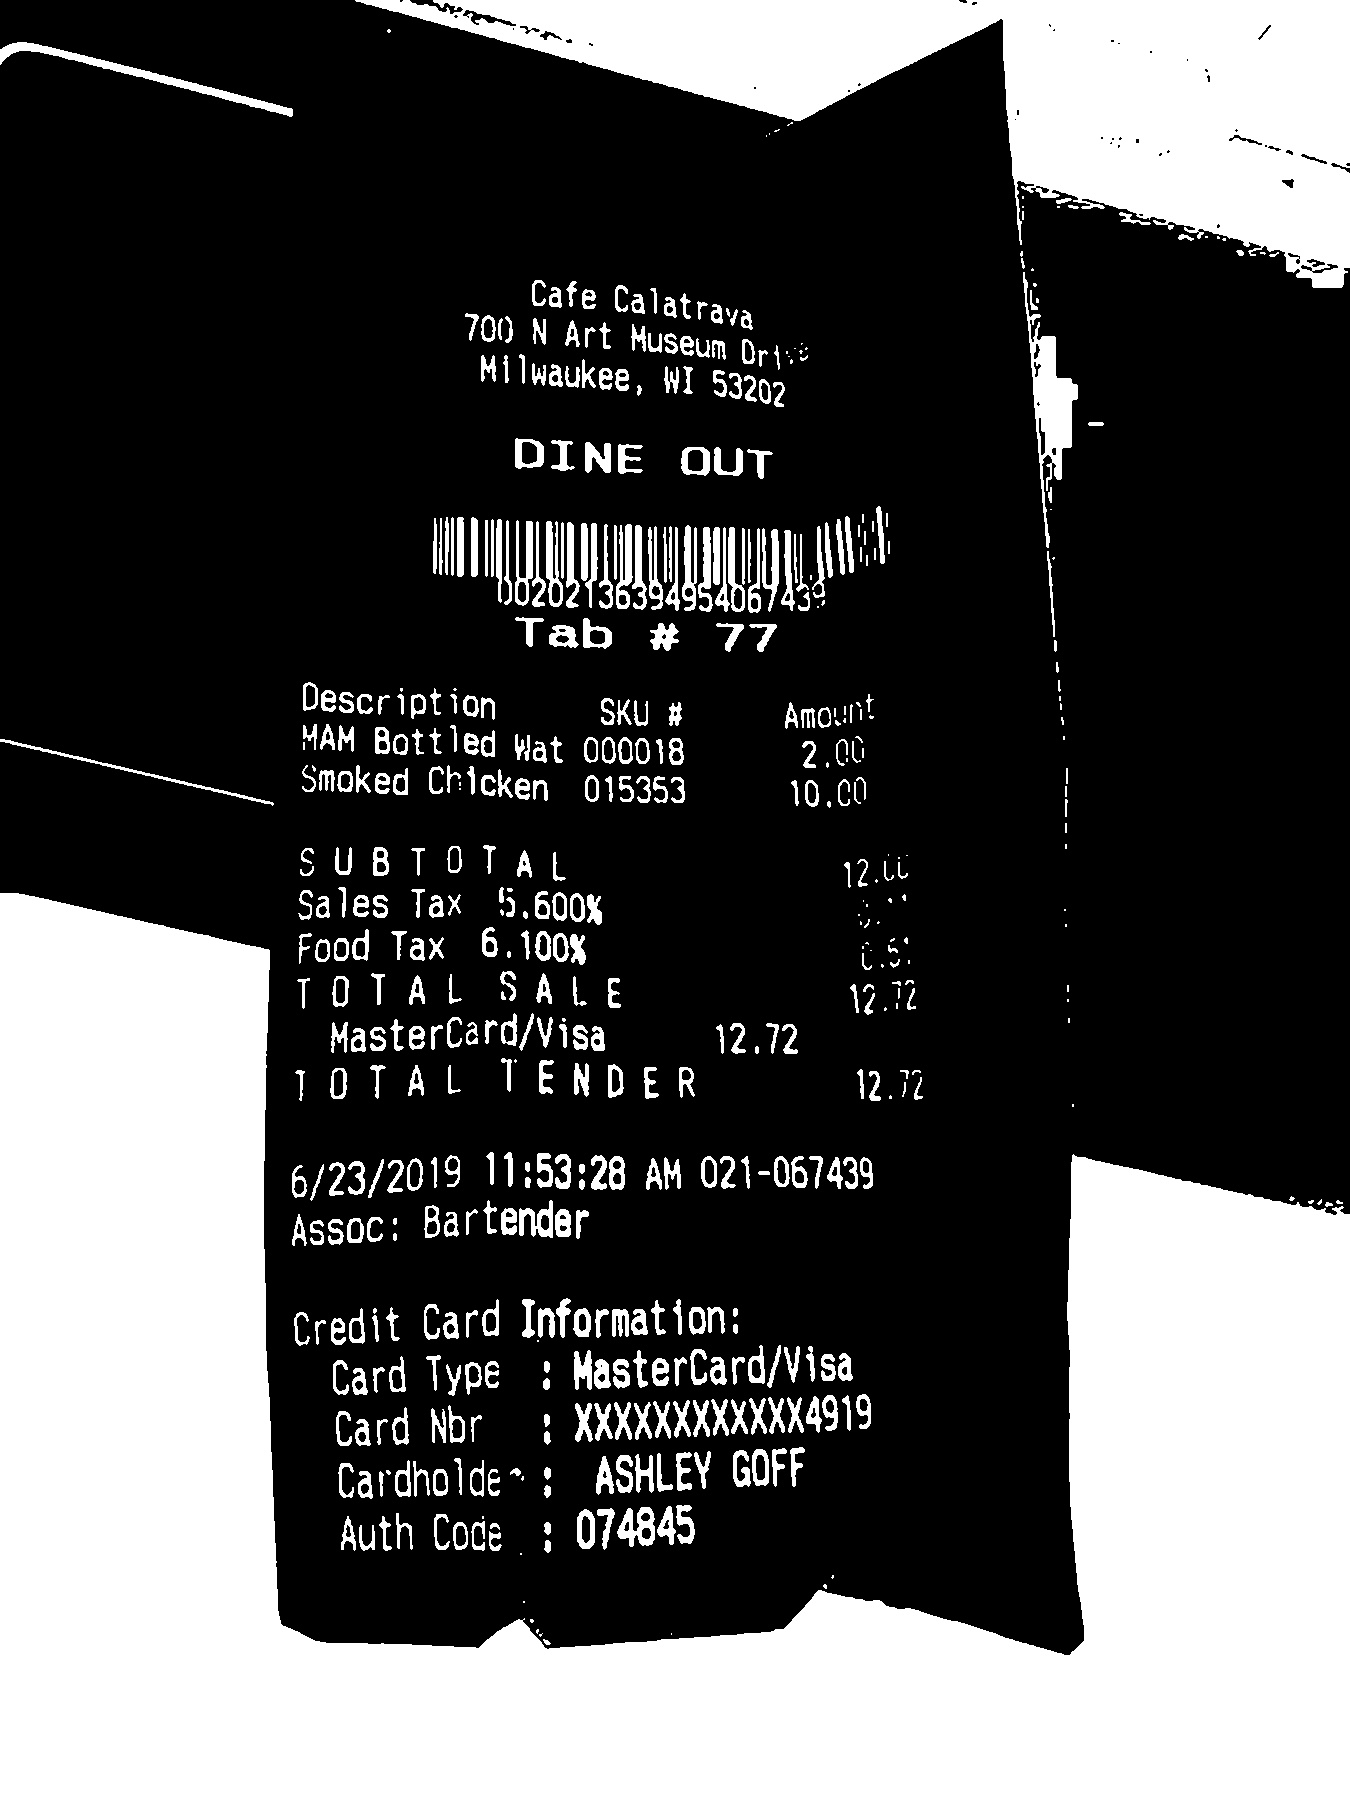 Cafe Calatrava
700 N Art Museum Drive
Milwaukee, WI 53202
DINE OUT
00202136394954067439
Tab # 77
Description SKU # Amount
MAM Bottled Wat 000018 2.00
Smoked Chicken 015353 10.00
SUBTOTAL 12.00
Sales Tax 5.600%
Food Tax 6.100%
TOTAL SALE 12.72
MasterCard/Visa 12.72
TOTAL TENDER 12.72
6/23/2019 11:53:28 AM 021-067439
Assoc: Bartender
Credit Card Information:
Card Type : MasterCard/Visa
Card Nbr : XXXXXXXXXXXX4919
Cardholder : ASHLEY GOFF
Auth Code : 074845